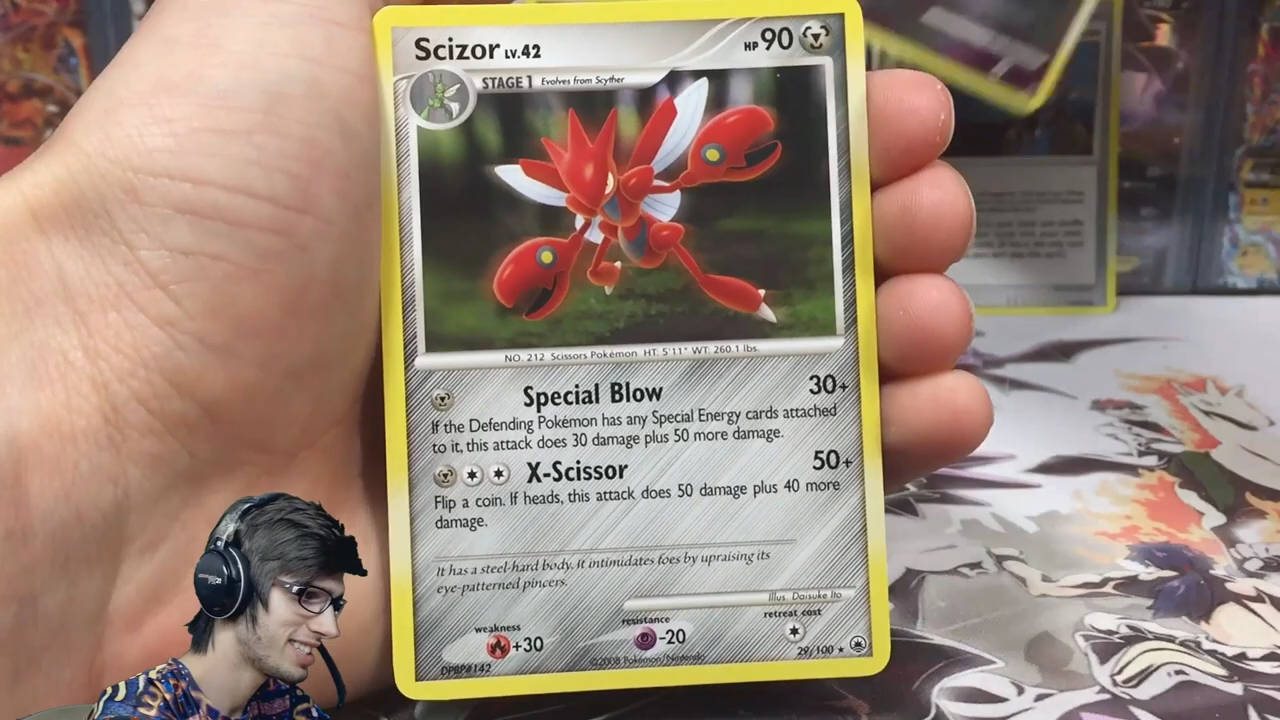 Scizor LV.42 HP 90
STAGE 1 Evolves from Scyther
NO. 212 Scissors Pokémon HT: 5'11" WT: 260.1 lbs.
Special Blow 30+
If the Defending Pokémon has any Special Energy cards attached
to it, this attack does 30 damage plus 50 more damage.
X-Scissor 50+
Flip a coin. If heads, this attack does 50 damage plus 40 more
damage.
It has a steel-hard body. It intimidates foes by upraising its
eye-patterned pincers.
Illus. Daisuke Ito
weakness resistance retreat cost
+30 -20
DPBP#142 ©2008 Pokémon/Nintendo 29/100 ★